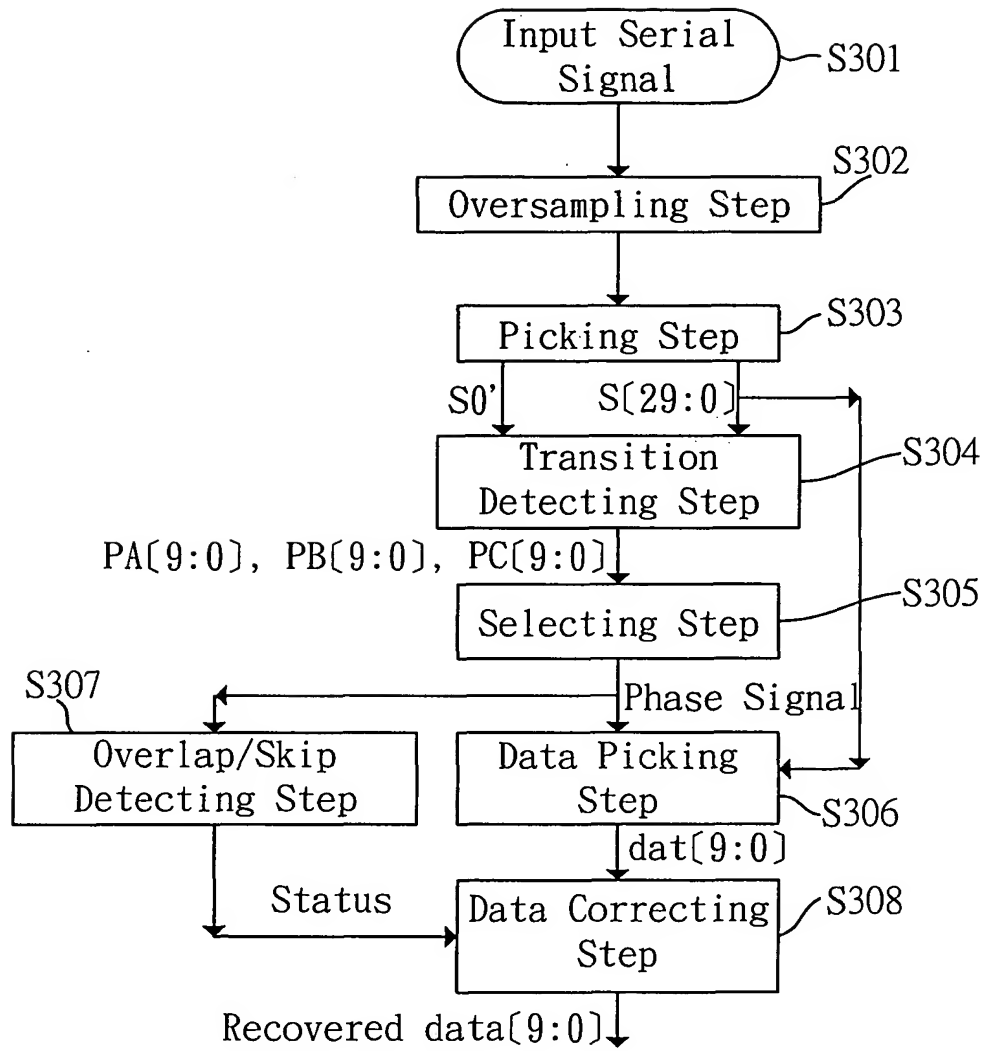 Input Serial
Signal
S301
S302
Oversampling Step
S303
Picking Step
S0'
S[29:0]
S304
Transition
Detecting Step
PA[9:0], PB[9:0], PC[9:0]
S305
Selecting Step
S307
Phase Signal
Overlap/Skip
Detecting Step
Data Picking
Step
S306
dat[9:0]
Status
Data Correcting
Step
S308
Recovered data[9:0]